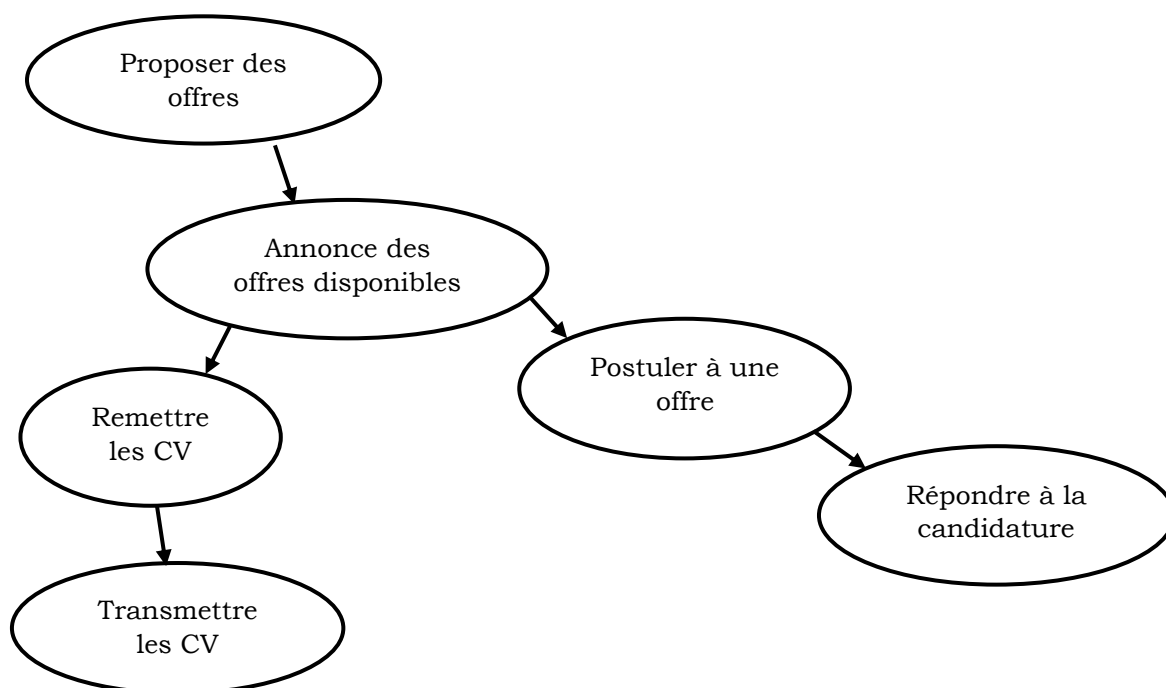 Proposer des
offres
Annonce des
offres disponibles
Postuler à une
offre
Remettre
les CV
Répondre à la
candidature
Transmettre
les CV